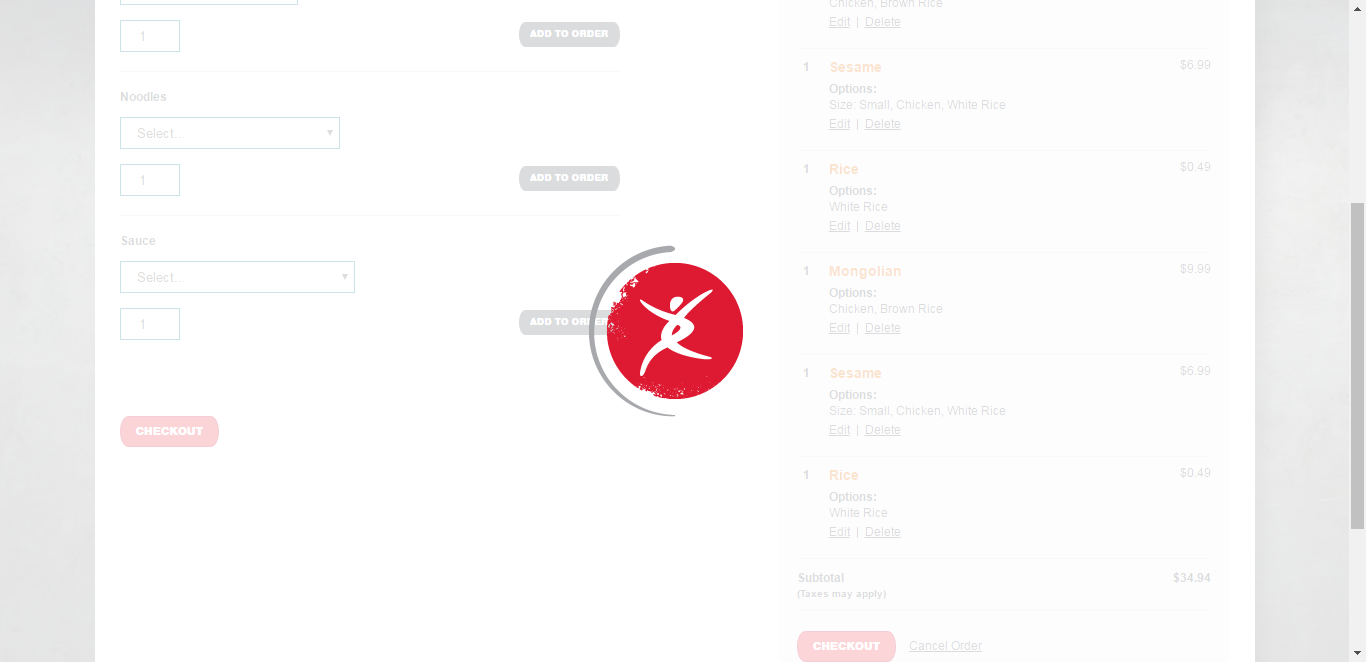 1
ADD TO ORDER
Noodles
Select...
1
ADD TO ORDER
Sauce
Select...
1
ADD TO ORDER
CHECKOUT
Chicken, Brown Rice
Edit | Delete
1 Sesame $6.99
Options:
Size: Small, Chicken, White Rice
Edit | Delete
1 Rice $0.49
Options:
White Rice
Edit | Delete
1 Mongolian $9.99
Options:
Chicken, Brown Rice
Edit | Delete
1 Sesame $6.99
Options:
Size: Small, Chicken, White Rice
Edit | Delete
1 Rice $0.49
Options:
White Rice
Edit | Delete
Subtotal $34.94
(Taxes may apply)
CHECKOUT Cancel Order